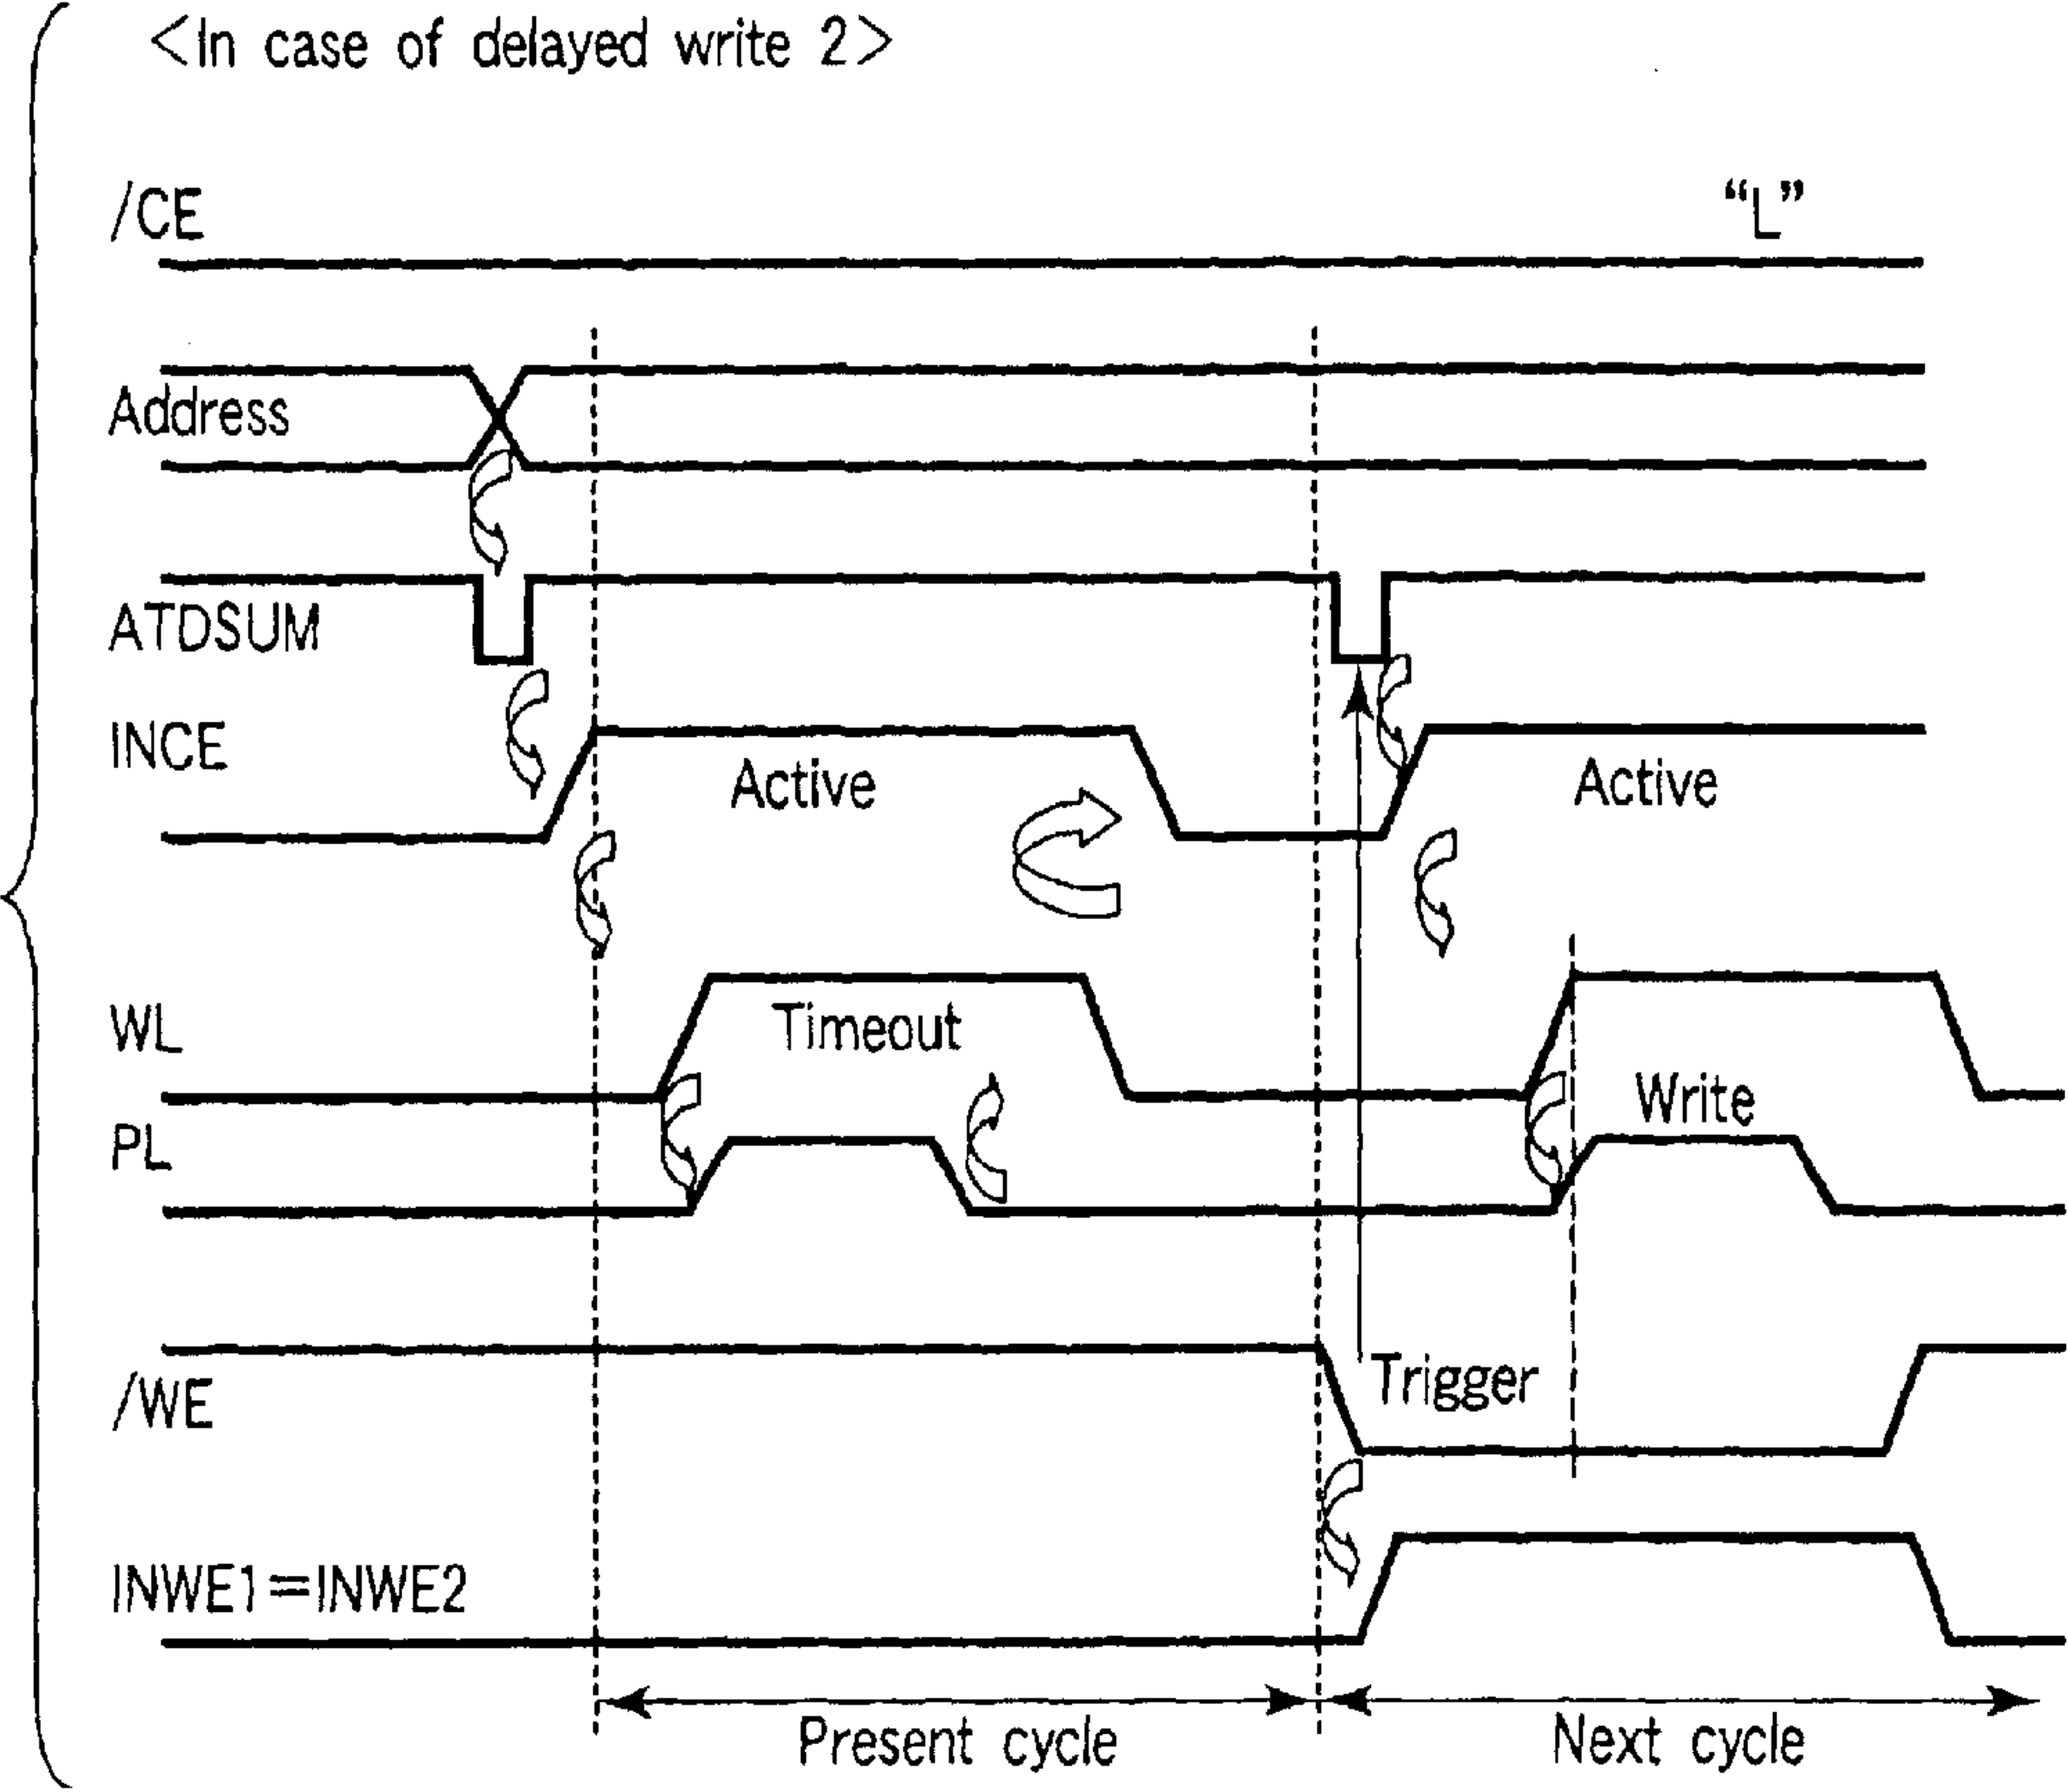 <In case of delayed write 2>
/CE
“L”
Address
ATDSUM
INCE
Active
Active
WL
Timeout
Write
PL
Trigger
/WE
INWE1=INWE2
Present cycle
Next cycle